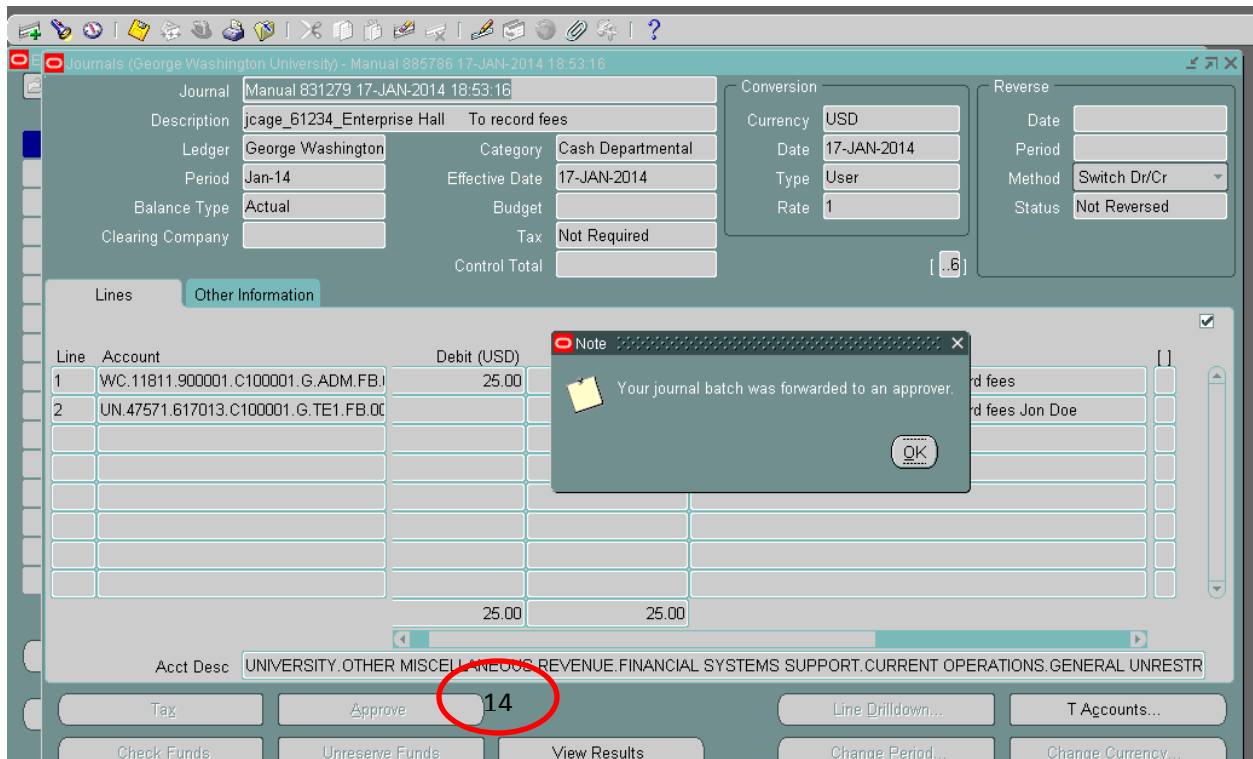 Journals (George Washington University) - Manual 885786 17-JAN-2014 18:53:16
Journal Manual 831279 17-JAN-2014 18:53:16
Description jcage_61234_Enterprise Hall To record fees
Ledger George Washington Category Cash Departmental
Period Jan-14 Effective Date 17-JAN-2014
Balance Type Actual Budget
Clearing Company Tax Not Required
Control Total
Conversion
Currency USD
Date 17-JAN-2014
Type User
Rate 1
[ ..6 ]
Reverse
Date
Period
Method Switch Dr/Cr
Status Not Reversed
Lines Other Information
Line Account Debit (USD) [ ]
1 WC.11811.900001.C100001.G.ADM.FB. 25.00 rd fees
2 UN.47571.617013.C100001.G.TE1.FB.00 rd fees Jon Doe
Note
Your journal batch was forwarded to an approver.
OK
25.00 25.00
Acct Desc UNIVERSITY.OTHER MISCELLANEOUS REVENUE.FINANCIAL SYSTEMS SUPPORT.CURRENT OPERATIONS.GENERAL UNRESTR
Tax Approve 14 Line Drilldown... T Accounts...
Check Funds Unreserve Funds View Results Change Period... Change Currency...